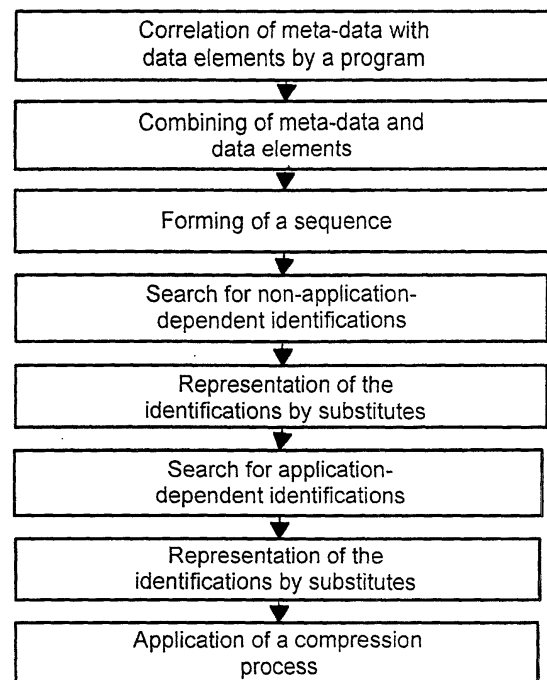 Correlation of meta-data with
data elements by a program
Combining of meta-data and
data elements
Forming of a sequence
Search for non-application-
dependent identifications
Representation of the
identifications by substitutes
Search for application-
dependent identifications
Representation of the
identifications by substitutes
Application of a compression
process